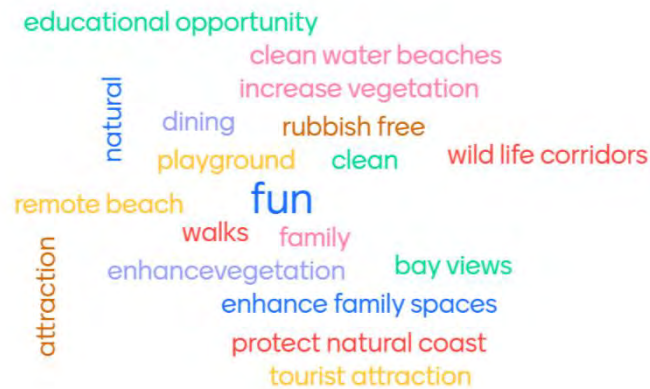 educational opportunity
clean water beaches
increase vegetation
natural
dining
rubbish free
playground
clean
wild life corridors
remote beach
fun
walks
family
attraction
enhancevegetation
bay views
enhance family spaces
protect natural coast
tourist attraction